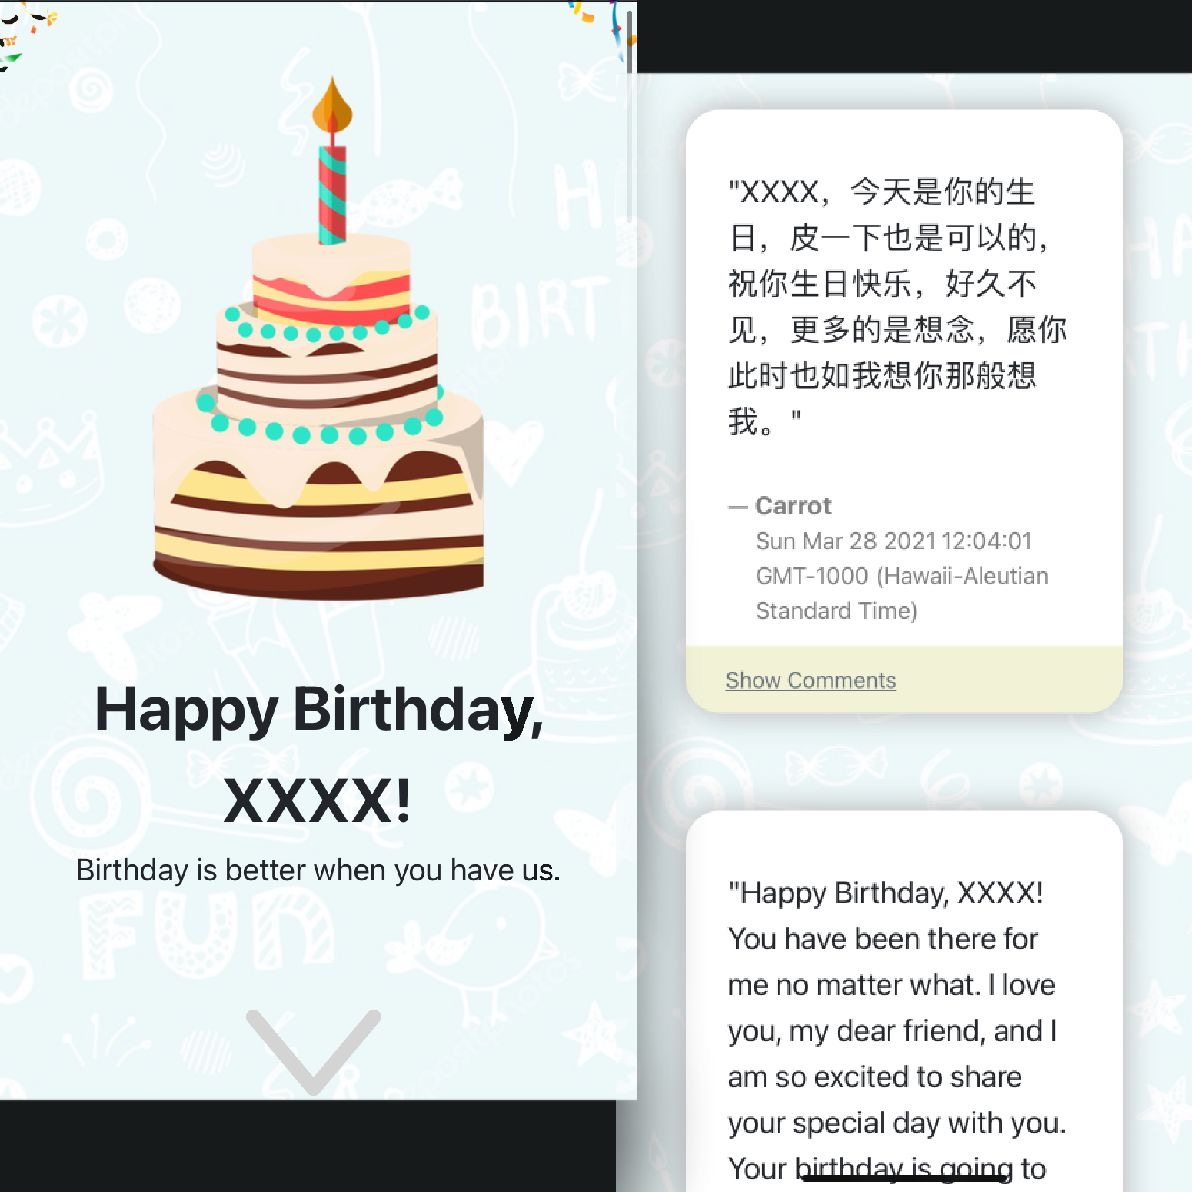 Happy Birthday,
XXXX!
Birthday is better when you have us.
FUN
H
BIRT
"XXXX，今天是你的生
日，皮一下也是可以的，
祝你生日快乐，好久不
见，更多的是想念，愿你
此时也如我想你那般想
我。"
— Carrot
Sun Mar 28 2021 12:04:01
GMT-1000 (Hawaii-Aleutian
Standard Time)
Show Comments
"Happy Birthday, XXXX!
You have been there for
me no matter what. I love
you, my dear friend, and I
am so excited to share
your special day with you.
Your birthday is going to